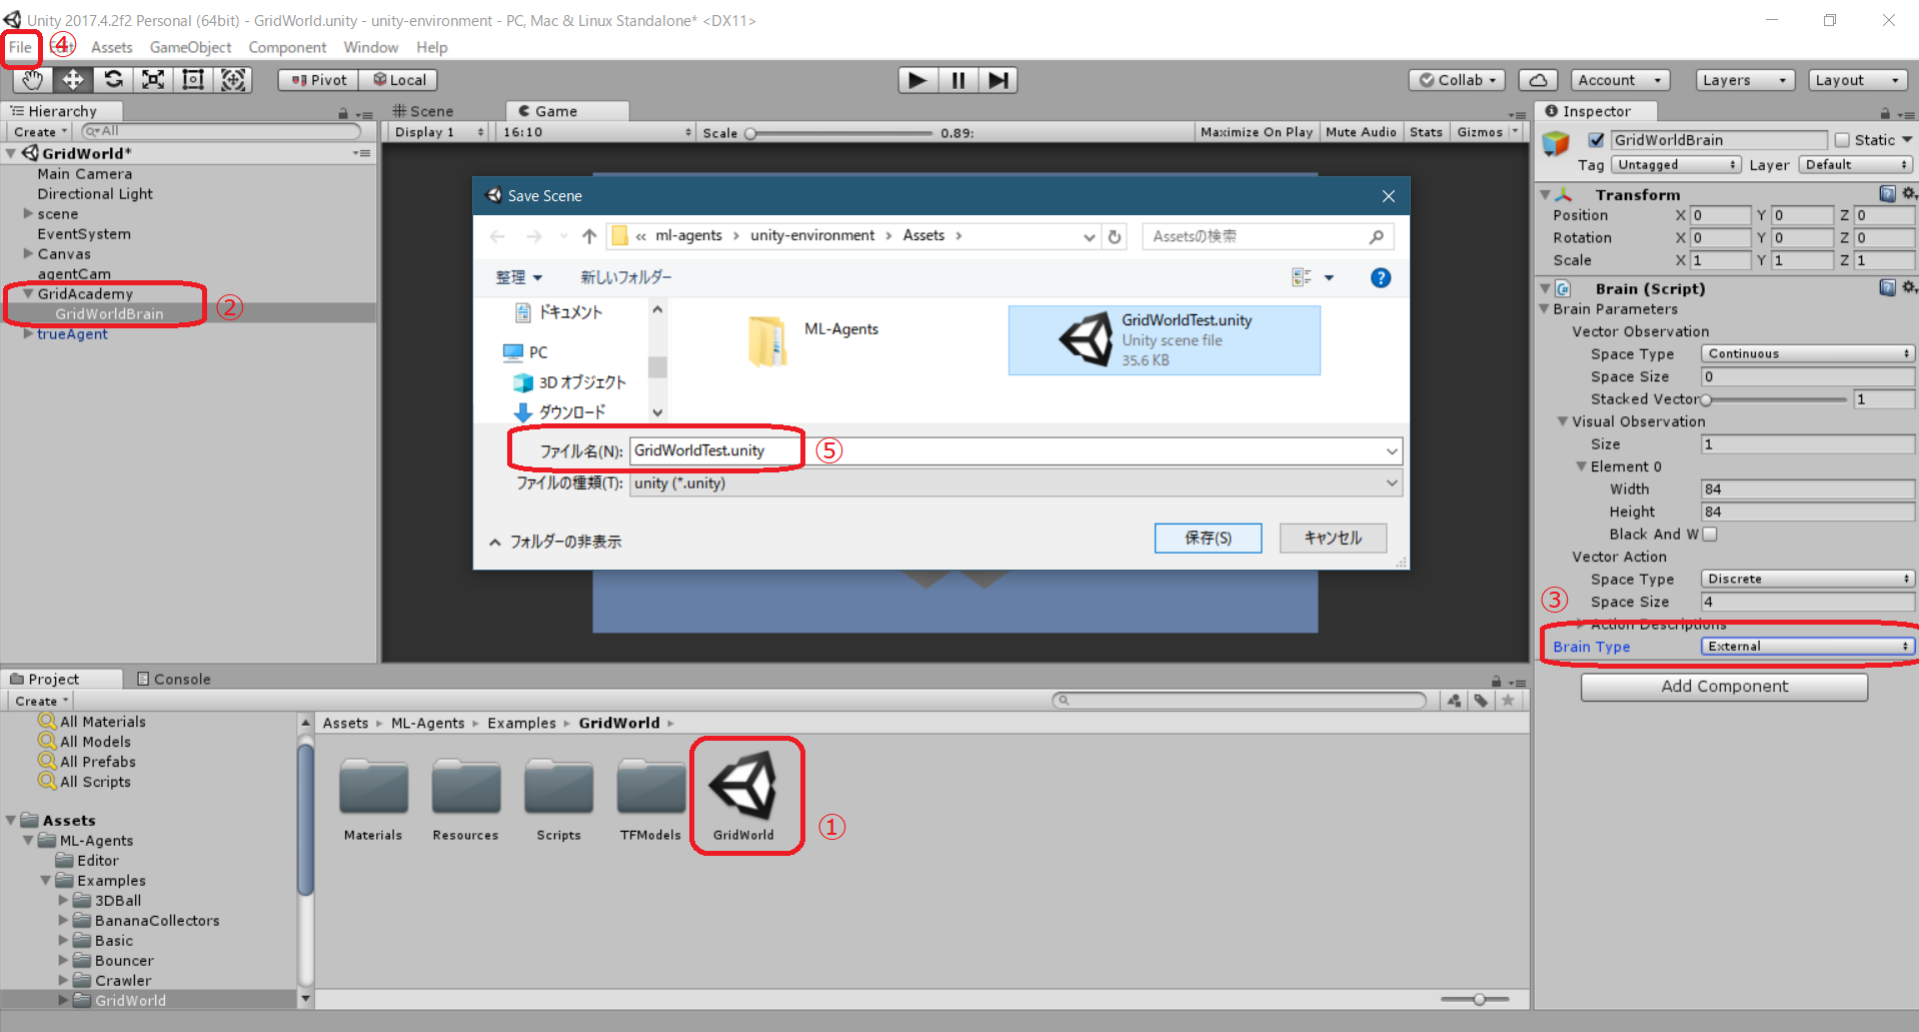 Unity 2017.4.2f2 Personal (64bit) - GridWorld.unity - unity-environment - PC, Mac & Linux Standalone* <DX11>
File ④ Assets GameObject Component Window Help
Pivot Local Collab Account Layers Layout
Hierarchy
Create All
GridWorld*
Main Camera
Directional Light
scene
EventSystem
Canvas
agentCam
GridAcademy
GridWorldBrain
②
trueAgent
Scene Game
Display 1 16:10 Scale 0.89: Maximize On Play Mute Audio Stats Gizmos
Save Scene
« ml-agents › unity-environment › Assets ›
Assetsの検索
整理 新しいフォルダー
ドキュメント
PC
3D オブジェクト
ダウンロード
ML-Agents
GridWorldTest.unity
Unity scene file
35.6 KB
ファイル名(N): GridWorldTest.unity ⑤
ファイルの種類(T): unity (*.unity)
フォルダーの非表示
保存(S) キャンセル
Inspector
GridWorldBrain Static
Tag Untagged Layer Default
Transform
Position X 0 Y 0 Z 0
Rotation X 0 Y 0 Z 0
Scale X 1 Y 1 Z 1
Brain (Script)
Brain Parameters
Vector Observation
Space Type Continuous
Space Size 0
Stacked Vector 1
Visual Observation
Size 1
Element 0
Width 84
Height 84
Black And W
Vector Action
Space Type Discrete
③ Space Size 4
Action Descriptions
Brain Type External
Add Component
Project Console
Create
All Materials
All Models
All Prefabs
All Scripts
Assets
ML-Agents
Editor
Examples
3DBall
BananaCollectors
Basic
Bouncer
Crawler
GridWorld
Assets ▸ ML-Agents ▸ Examples ▸ GridWorld ▸
Materials Resources Scripts TFModels GridWorld ①